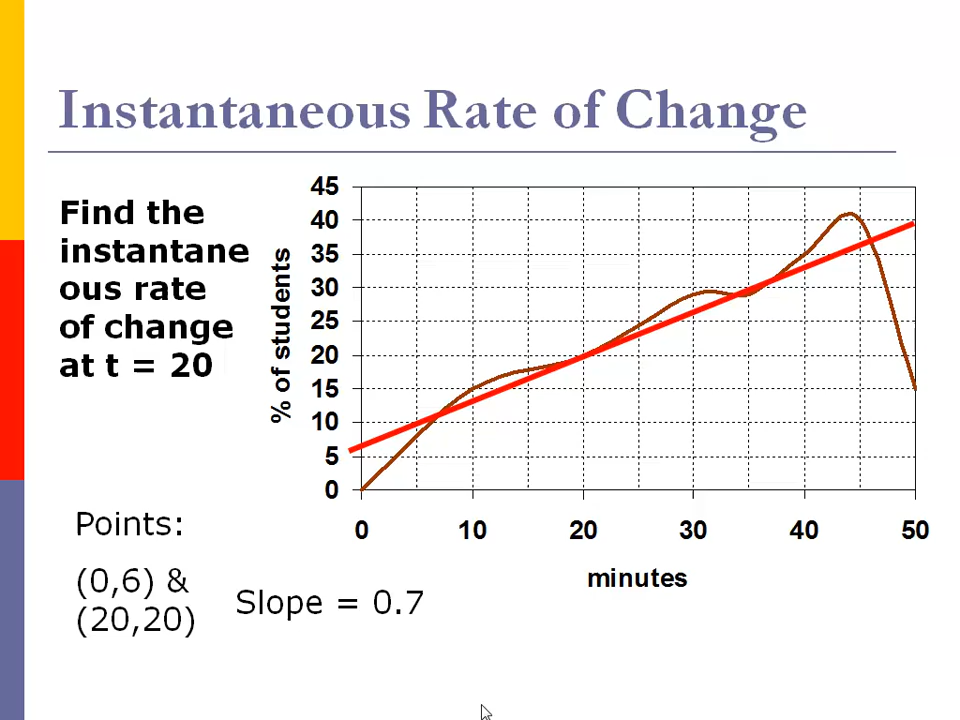 Instantaneous Rate of Change
Find the
instantane
ous rate
of change
at t = 20
% of students
45
40
35
30
25
20
15
10
5
0
0 10 20 30 40 50
minutes
Points:
(0,6) &
(20,20)
Slope = 0.7